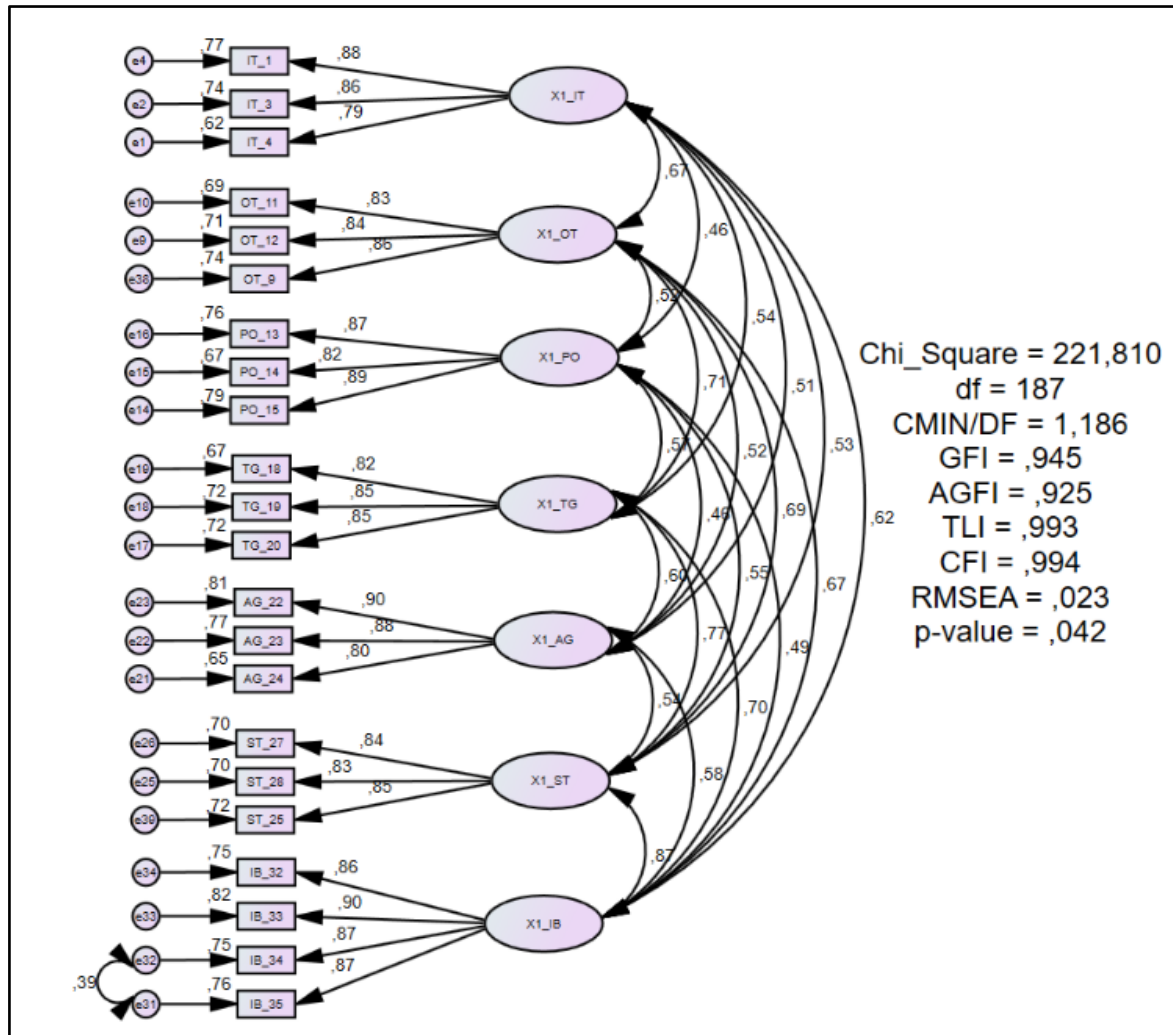 ,77
e4
IT_1
,88
,74
e2
IT_3
,86
X1_IT
,62
e1
IT_4
,79
,67
,69
e10
OT_11
,83
,71
e9
OT_12
,84
X1_OT
,46
,74
e38
OT_9
,86
,52
,76
e16
PO_13
,87
,54
,67
e15
PO_14
,82
X1_PO
,71
,51
,79
e14
PO_15
,89
,57
,52
,53
,67
e19
TG_18
,82
,72
e18
TG_19
,85
X1_TG
,46
,69
,62
,72
e17
TG_20
,85
,60
,55
,67
,81
e23
AG_22
,90
,77
e22
AG_23
,88
X1_AG
,77
,49
,65
e21
AG_24
,80
,54
,70
,70
e26
ST_27
,84
,70
e25
ST_28
,83
X1_ST
,58
,72
e39
ST_25
,85
,87
,75
e34
IB_32
,86
,82
e33
IB_33
,90
X1_IB
,75
e32
IB_34
,87
,39
,76
e31
IB_35
,87
Chi_Square = 221,810
df = 187
CMIN/DF = 1,186
GFI = ,945
AGFI = ,925
TLI = ,993
CFI = ,994
RMSEA = ,023
p-value = ,042